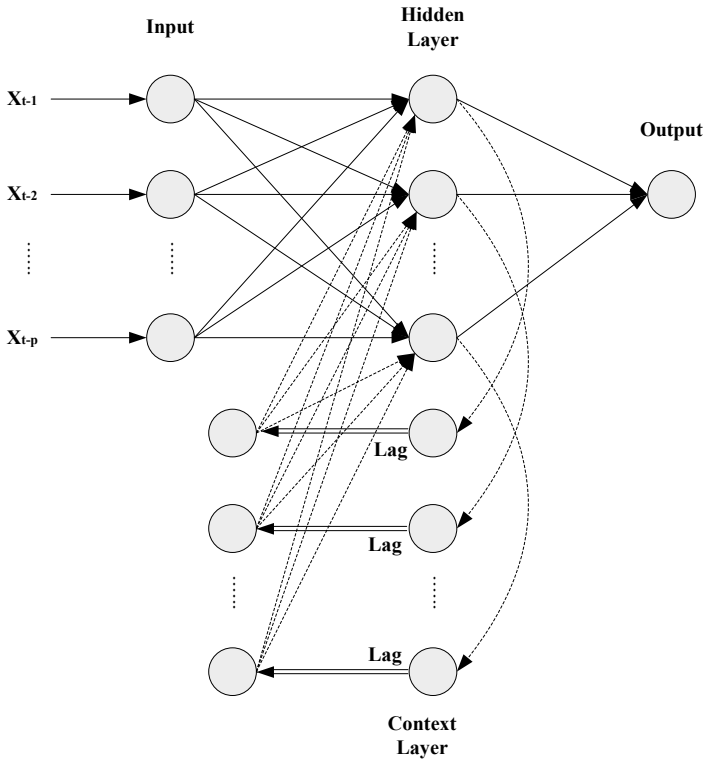 Input
Hidden
Layer
Output
Xt-1
Xt-2
Xt-p
Lag
Lag
Lag
Context
Layer